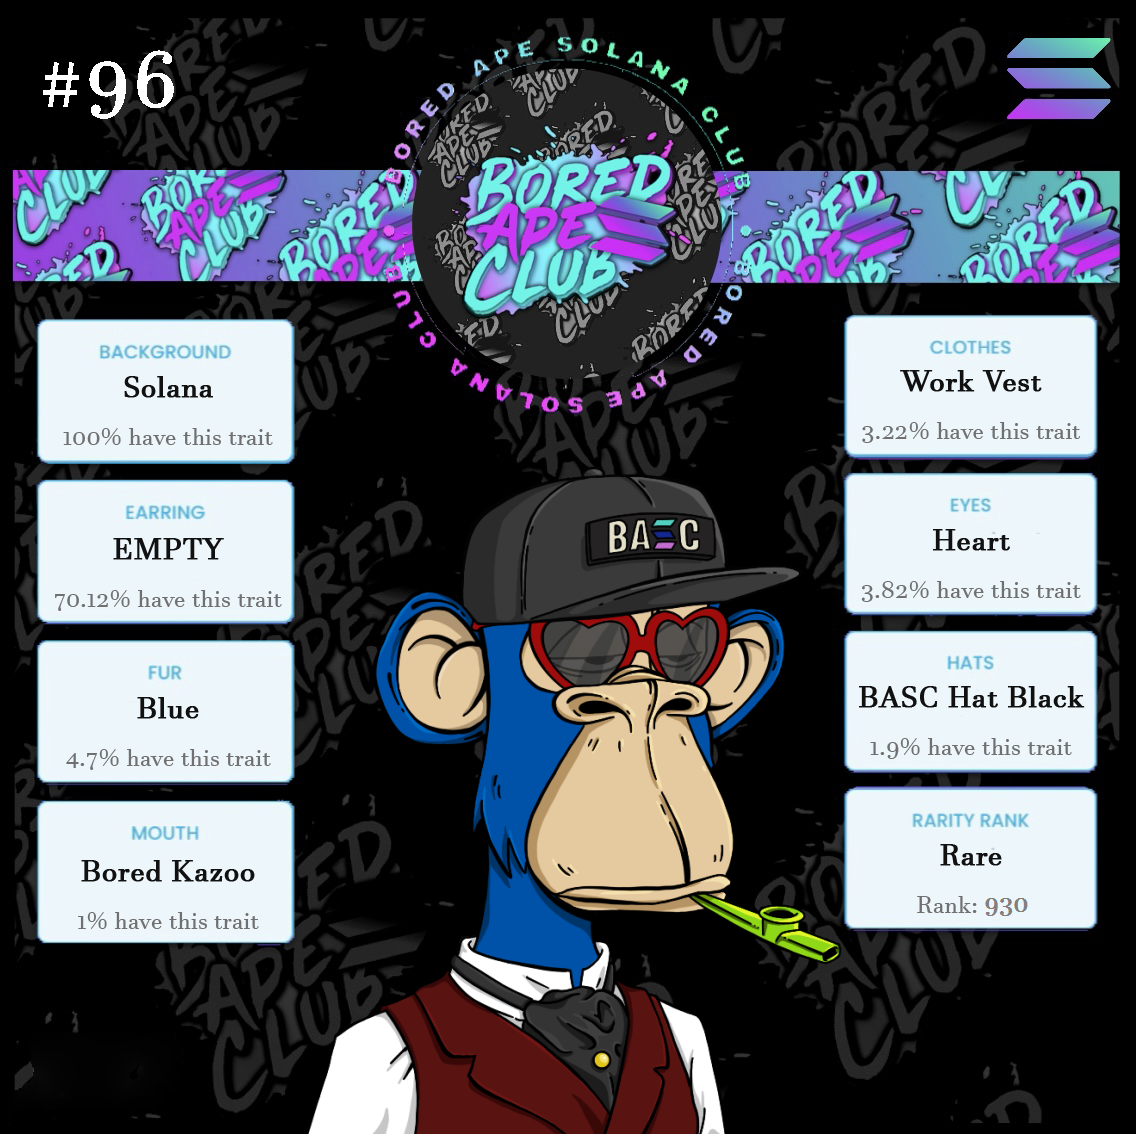 #96
BORED APE SOLANA CLUB
BORED APE SOLANA CLUB
BORED
APE
CLUB
BACKGROUND
Solana
100% have this trait
EARRING
EMPTY
70.12% have this trait
FUR
Blue
4.7% have this trait
MOUTH
Bored Kazoo
1% have this trait
CLOTHES
Work Vest
3.22% have this trait
EYES
Heart
3.82% have this trait
HATS
BASC Hat Black
1.9% have this trait
RARITY RANK
Rare
Rank: 930
BASC